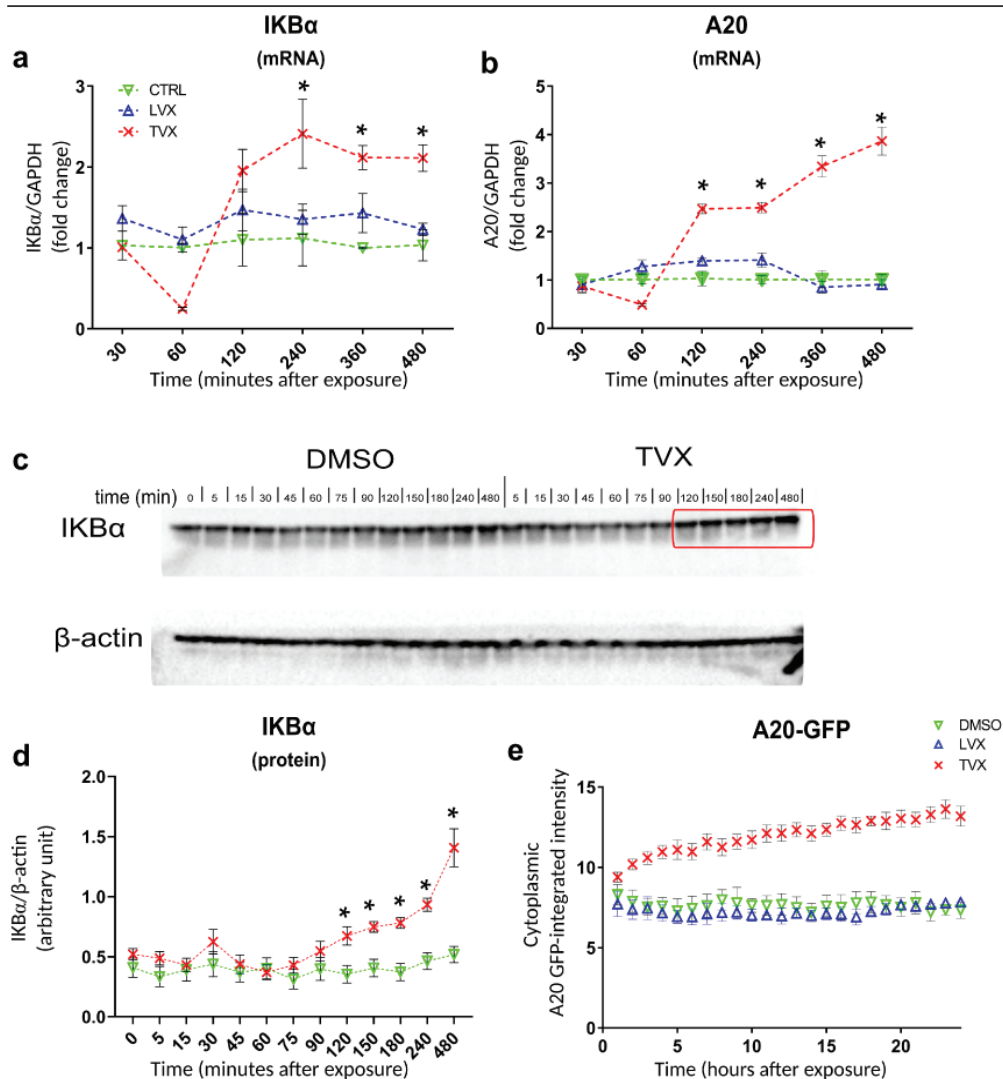 IKBα
(mRNA)
a
CTRL
LVX
TVX
IKBα/GAPDH
(fold change)
3
2
1
0
* * *
30 60 120 240 360 480
Time (minutes after exposure)
A20
(mRNA)
b
A20/GAPDH
(fold change)
5
4
3
2
1
0
* * * *
30 60 120 240 360 480
Time (minutes after exposure)
c
DMSO TVX
time (min) 0 | 5 | 15 | 30 | 45 | 60 | 75 | 90 | 120 | 150 | 180 | 240 | 480 | 5 | 15 | 30 | 45 | 60 | 75 | 90 | 120 | 150 | 180 | 240 | 480 |
IKBα
β-actin
IKBα
(protein)
d
IKBα/β-actin
(arbitrary unit)
2.0
1.5
1.0
0.5
0.0
* * * * *
0 5 15 30 45 60 75 90 120 150 180 240 480
Time (minutes after exposure)
A20-GFP
e
DMSO
LVX
TVX
Cytoplasmic
A20 GFP-integrated intensity
15
10
5
0
0 5 10 15 20
Time (hours after exposure)